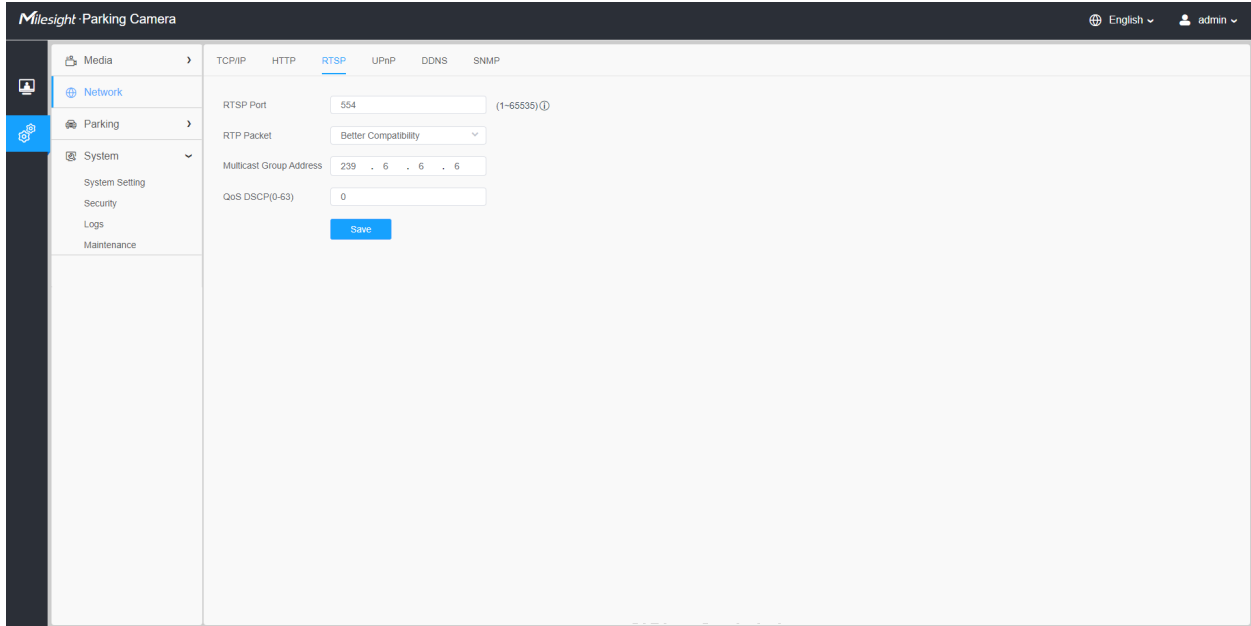 Milesight·Parking Camera
English
admin
Media
Network
Parking
System
System Setting
Security
Logs
Maintenance
TCP/IP HTTP RTSP UPnP DDNS SNMP
RTSP Port 554 (1~65535)
RTP Packet Better Compatibility
Multicast Group Address 239 . 6 . 6 . 6
QoS DSCP(0-63) 0
Save